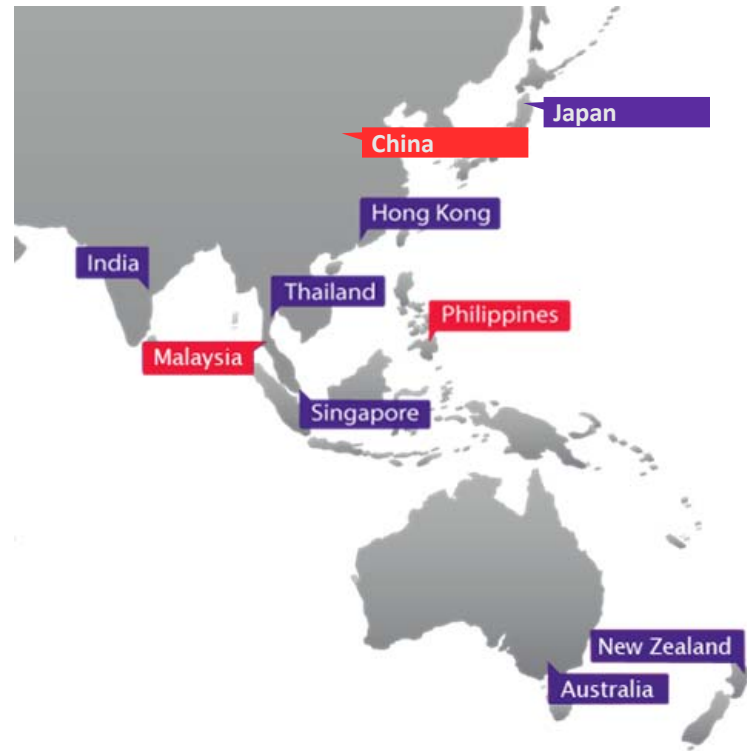 Japan
China
Hong Kong
India
Thailand
Philippines
Malaysia
Singapore
New Zealand
Australia